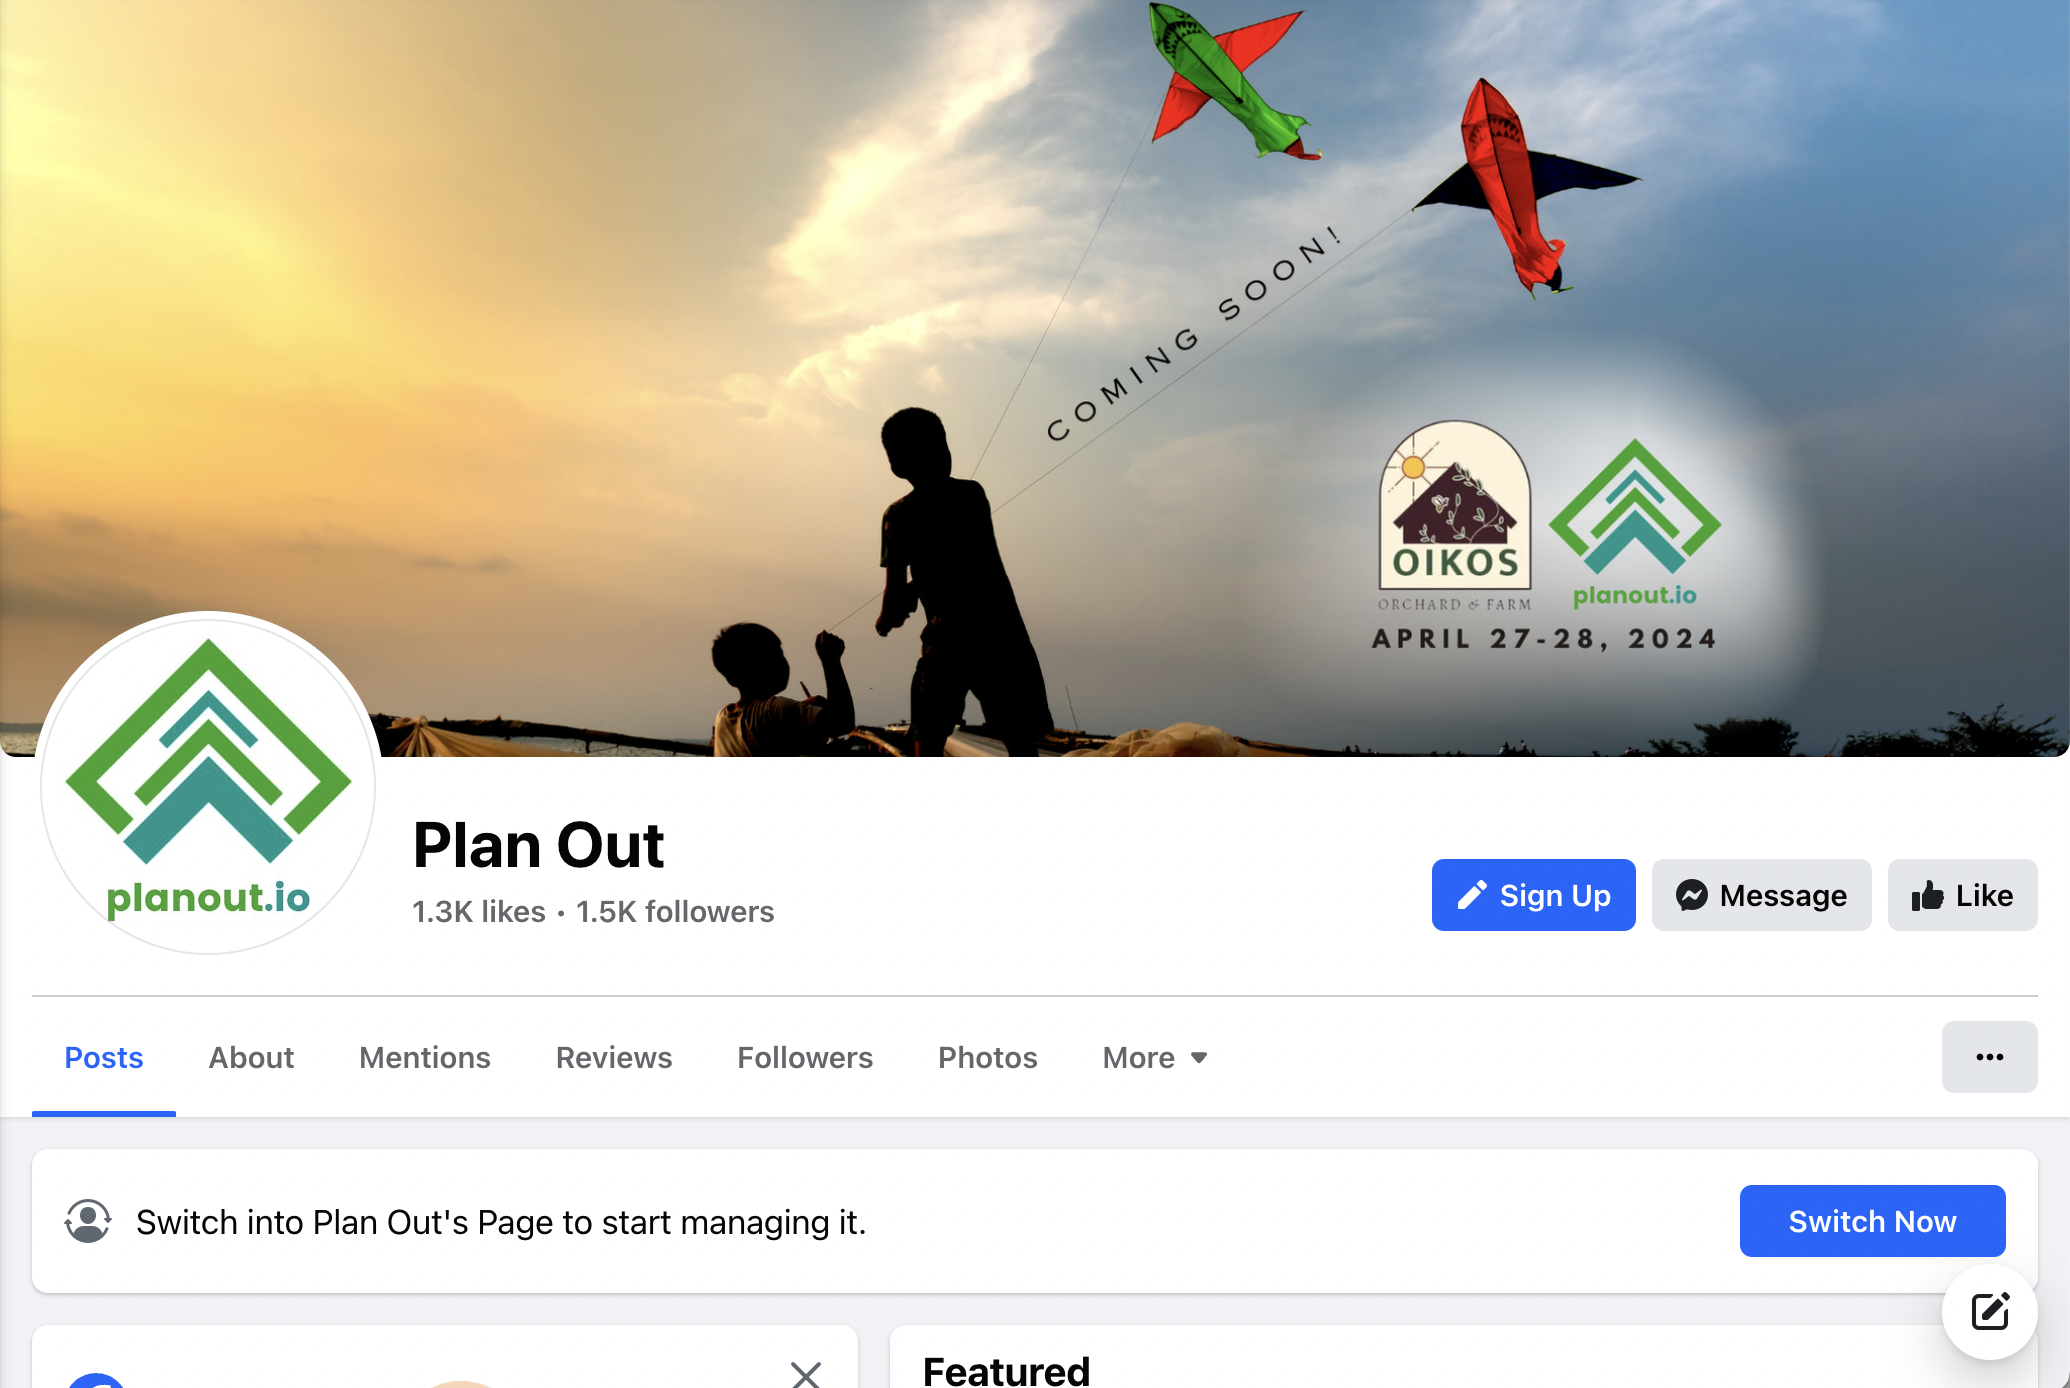 COMING SOON!
OIKOS
ORCHARD & FARM
planout.io
APRIL 27-28, 2024
planout.io
Plan Out
1.3K likes • 1.5K followers
Sign Up
Message
Like
Posts
About
Mentions
Reviews
Followers
Photos
More
Switch into Plan Out's Page to start managing it.
Switch Now
Featured